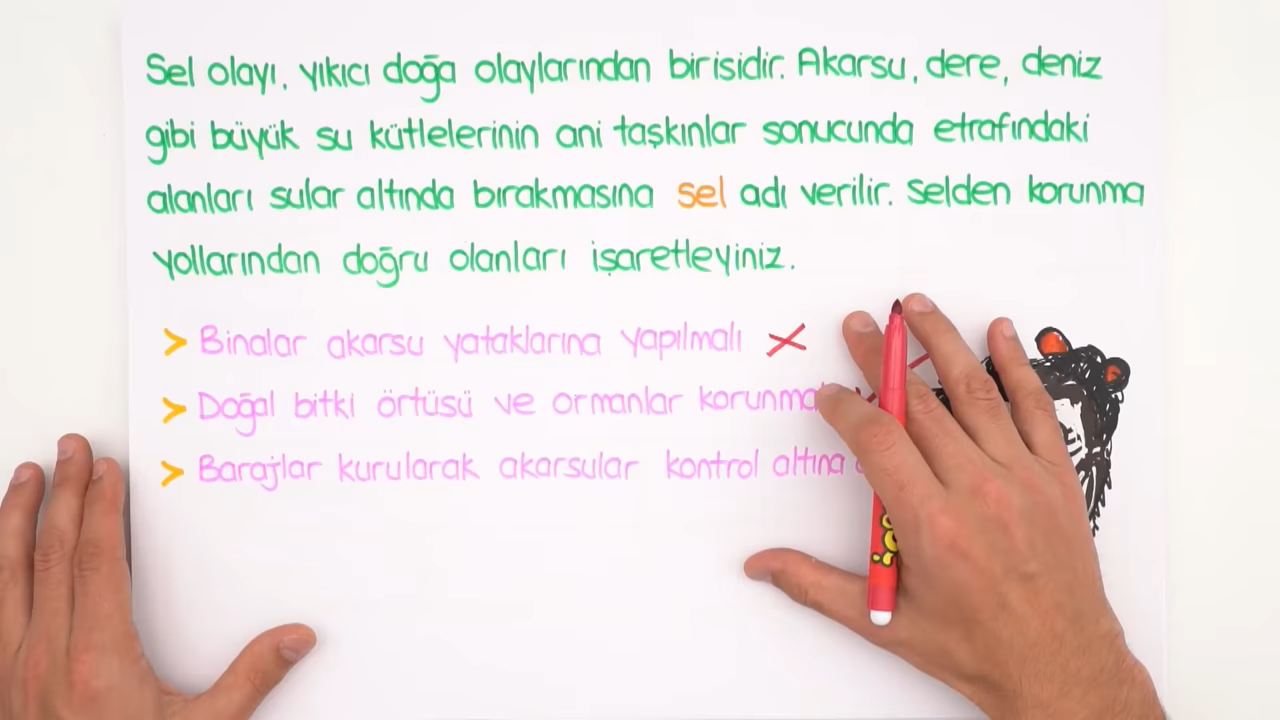 Sel olayı, yıkıcı doğa olaylarından birisidir. Akarsu, dere, deniz
gibi büyük su kütlelerinin ani taşkınlar sonucunda etrafındaki
alanları sular altında bırakmasına sel adı verilir. Selden korunma
yollarından doğru olanları işaretleyiniz.
> Binalar akarsu yataklarına yapılmalı
> Doğal bitki örtüsü ve ormanlar
> Barajlar kurularak akarsular kontrol altına